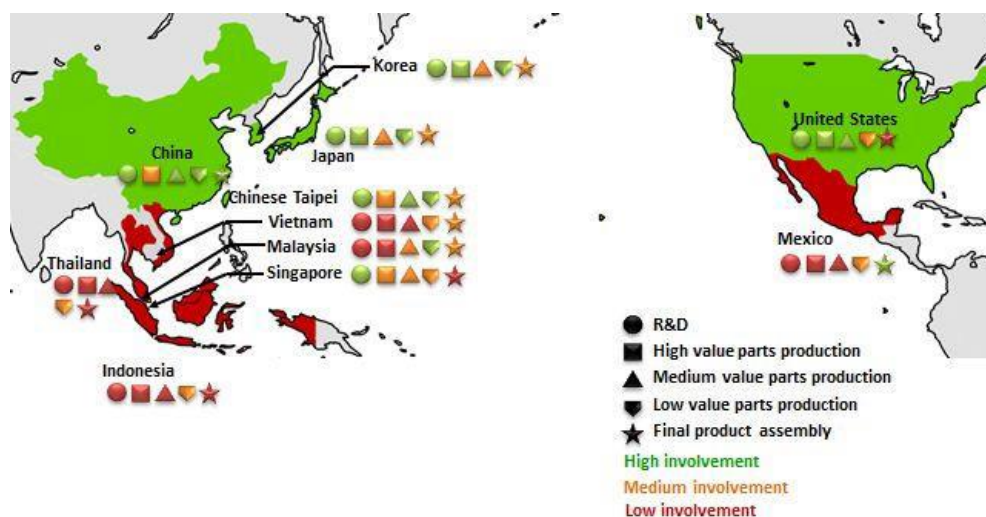 Korea
Japan
China
Chinese Taipei
Vietnam
Malaysia
Singapore
Thailand
Indonesia
United States
Mexico
R&D
High value parts production
Medium value parts production
Low value parts production
Final product assembly
High involvement
Medium involvement
Low involvement